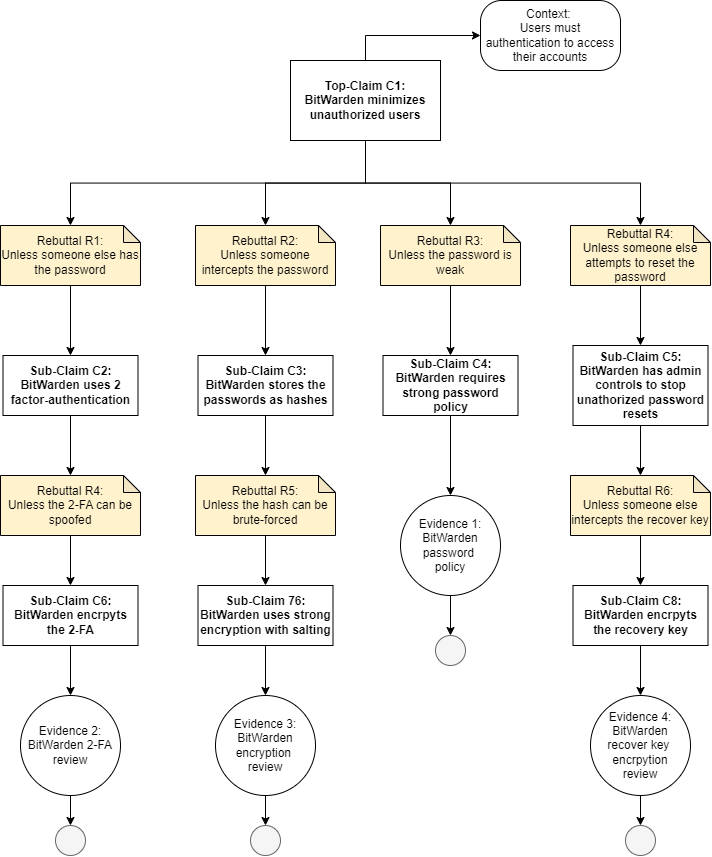 Context:
Users must
authentication to access
their accounts
Top-Claim C1:
BitWarden minimizes
unauthorized users
Rebuttal R1:
Unless someone else has
the password
Rebuttal R2:
Unless someone
intercepts the password
Rebuttal R3:
Unless the password is
weak
Rebuttal R4:
Unless someone else
attempts to reset the
password
Sub-Claim C2:
BitWarden uses 2
factor-authentication
Sub-Claim C3:
BitWarden stores the
passwords as hashes
Sub-Claim C4:
BitWarden requires
strong password
policy
Sub-Claim C5:
BitWarden has admin
controls to stop
unathorized password
resets
Rebuttal R4:
Unless the 2-FA can be
spoofed
Rebuttal R5:
Unless the hash can be
brute-forced
Evidence 1:
BitWarden
password
policy
Rebuttal R6:
Unless someone else
intercepts the recover key
Sub-Claim C6:
BitWarden encrpyts
the 2-FA
Sub-Claim 76:
BitWarden uses strong
encryption with salting
Sub-Claim C8:
BitWarden encrpyts
the recovery key
Evidence 2:
BitWarden 2-FA
review
Evidence 3:
BitWarden
encryption
review
Evidence 4:
BitWarden
recover key
encrpytion
review